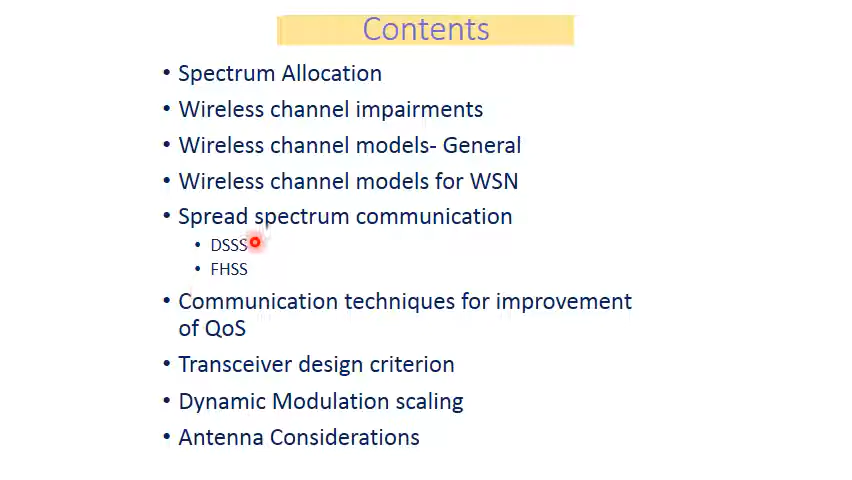 Contents
• Spectrum Allocation
• Wireless channel impairments
• Wireless channel models- General
• Wireless channel models for WSN
• Spread spectrum communication
• DSSS
• FHSS
• Communication techniques for improvement
of QoS
• Transceiver design criterion
• Dynamic Modulation scaling
• Antenna Considerations